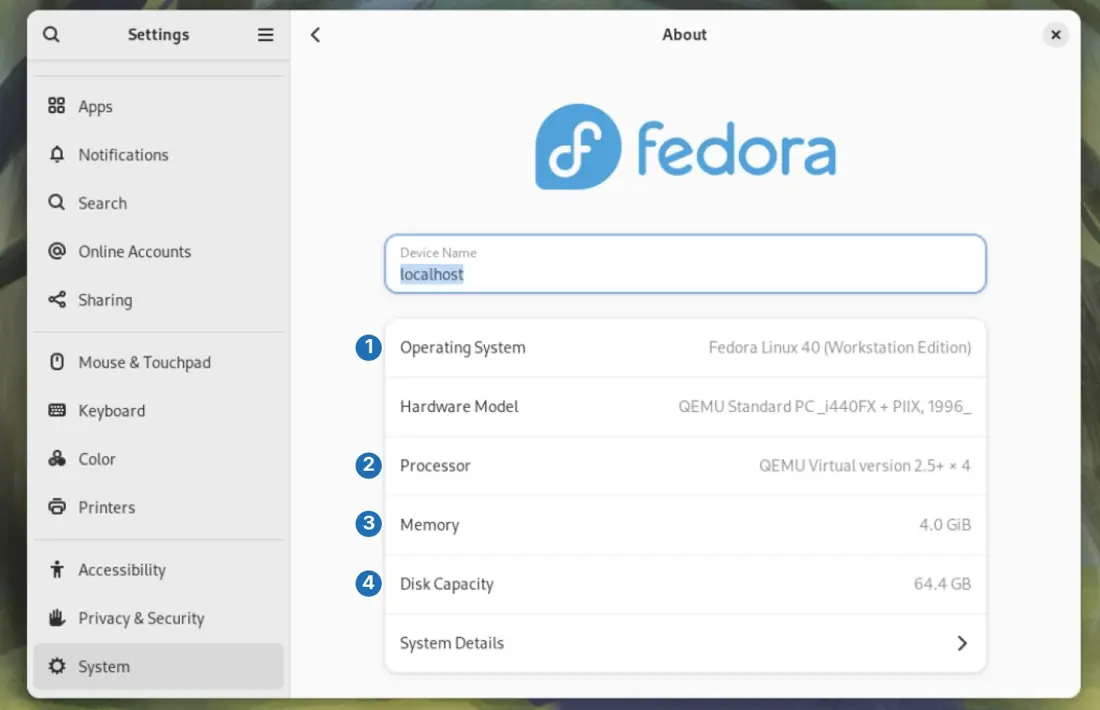 Settings
Apps
Notifications
Search
Online Accounts
Sharing
Mouse & Touchpad
Keyboard
Color
Printers
Accessibility
Privacy & Security
System
About
fedora
Device Name
localhost
1 Operating System Fedora Linux 40 (Workstation Edition)
Hardware Model QEMU Standard PC _i440FX + PIIX, 1996_
2 Processor QEMU Virtual version 2.5+ × 4
3 Memory 4.0 GiB
4 Disk Capacity 64.4 GB
System Details